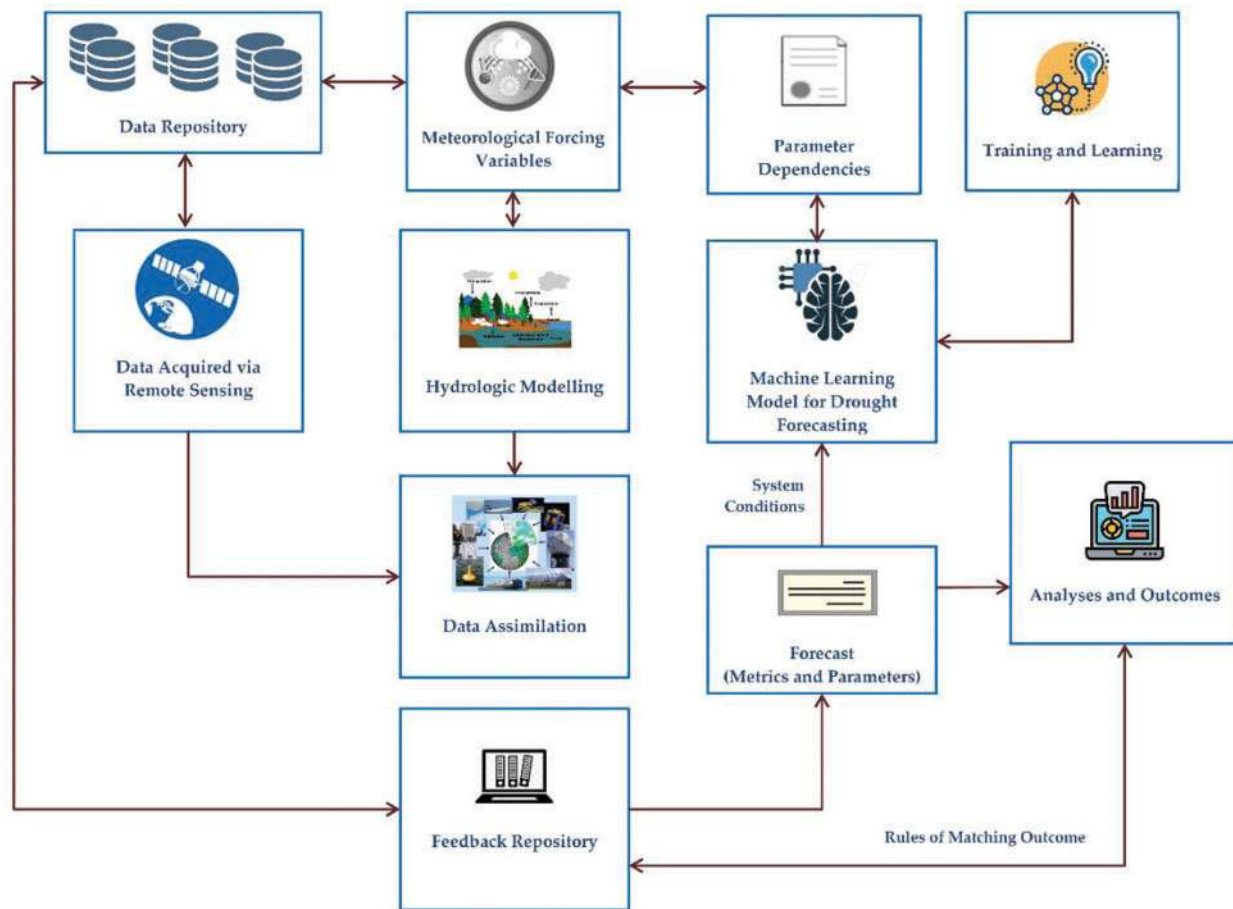 Data Repository
Meteorological Forcing
Variables
Parameter
Dependencies
Training and Learning
Data Acquired via
Remote Sensing
Hydrologic Modelling
Machine Learning
Model for Drought
Forecasting
System
Conditions
Data Assimilation
Forecast
(Metrics and Parameters)
Analyses and Outcomes
Feedback Repository
Rules of Matching Outcome